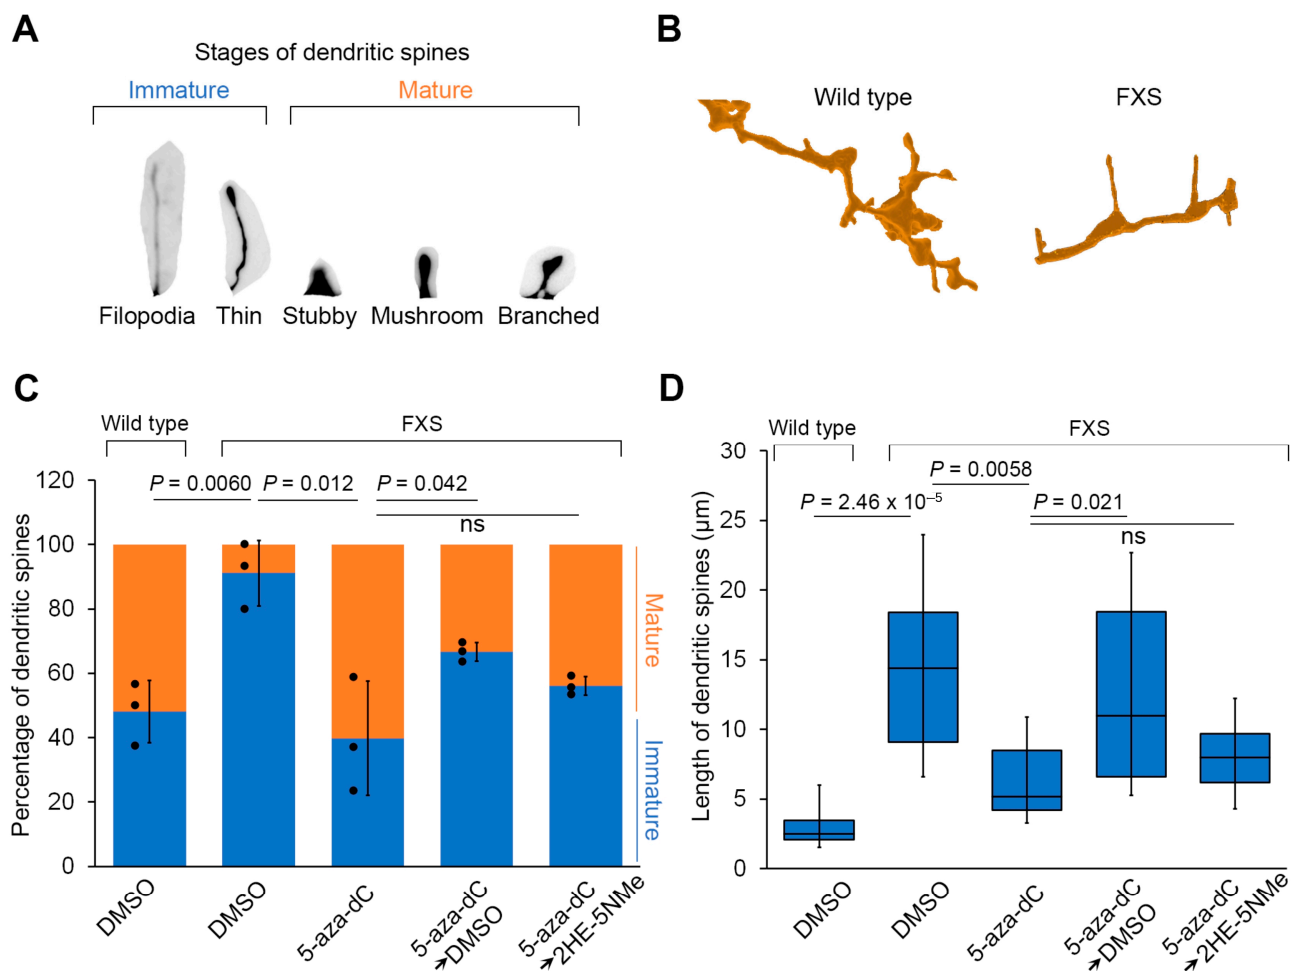 A
Stages of dendritic spines
Immature
Mature
Filopodia
Thin
Stubby
Mushroom
Branched
B
Wild type
FXS
C
Wild type
FXS
Percentage of dendritic spines
120
100
80
60
40
20
0
P = 0.0060
P = 0.012
P = 0.042
ns
Mature
Immature
DMSO
DMSO
5-aza-dC
5-aza-dC
➔DMSO
5-aza-dC
➔2HE-5NMe
D
Wild type
FXS
Length of dendritic spines (µm)
30
25
20
15
10
5
0
P = 0.0058
P = 2.46 x 10⁻⁵
P = 0.021
ns
DMSO
DMSO
5-aza-dC
5-aza-dC
➔DMSO
5-aza-dC
➔2HE-5NMe